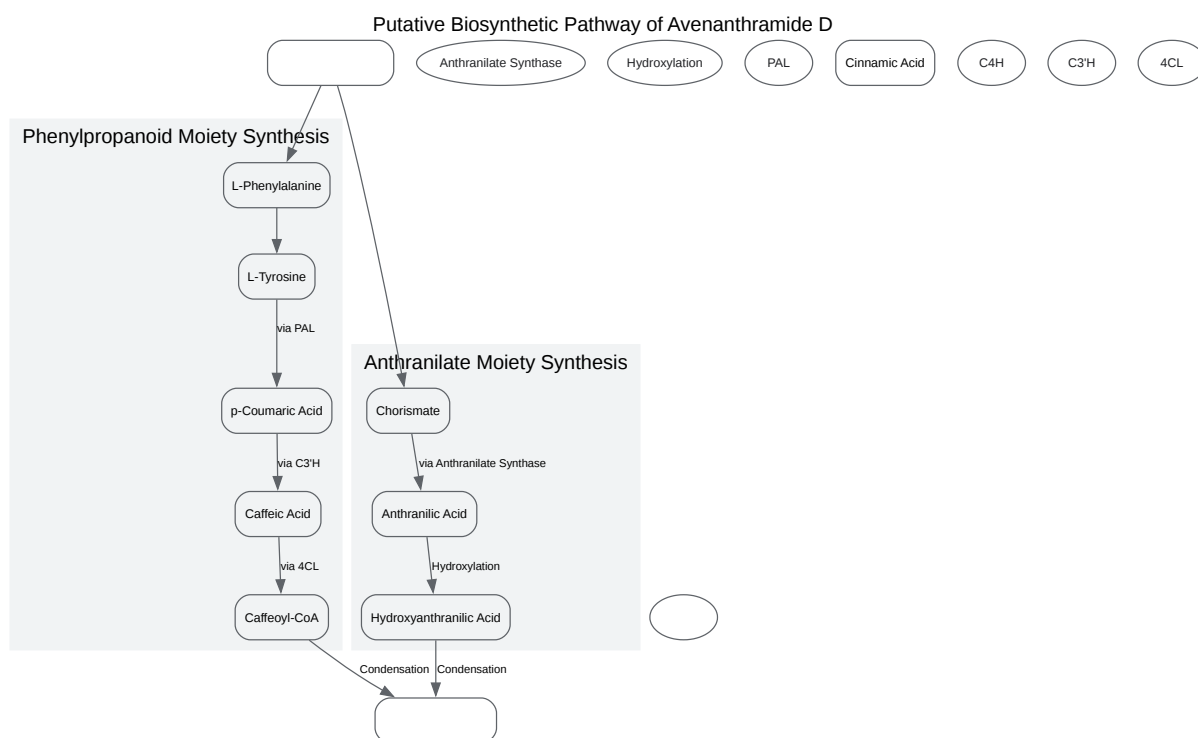 Putative Biosynthetic Pathway of Avenanthramide D
Anthranilate Synthase
Hydroxylation
PAL
Cinnamic Acid
C4H
C3'H
4CL
Phenylpropanoid Moiety Synthesis
L-Phenylalanine
L-Tyrosine
via PAL
p-Coumaric Acid
via C3'H
Caffeic Acid
via 4CL
Caffeoyl-CoA
Condensation
Anthranilate Moiety Synthesis
Chorismate
via Anthranilate Synthase
Anthranilic Acid
Hydroxylation
Hydroxyanthranilic Acid
Condensation